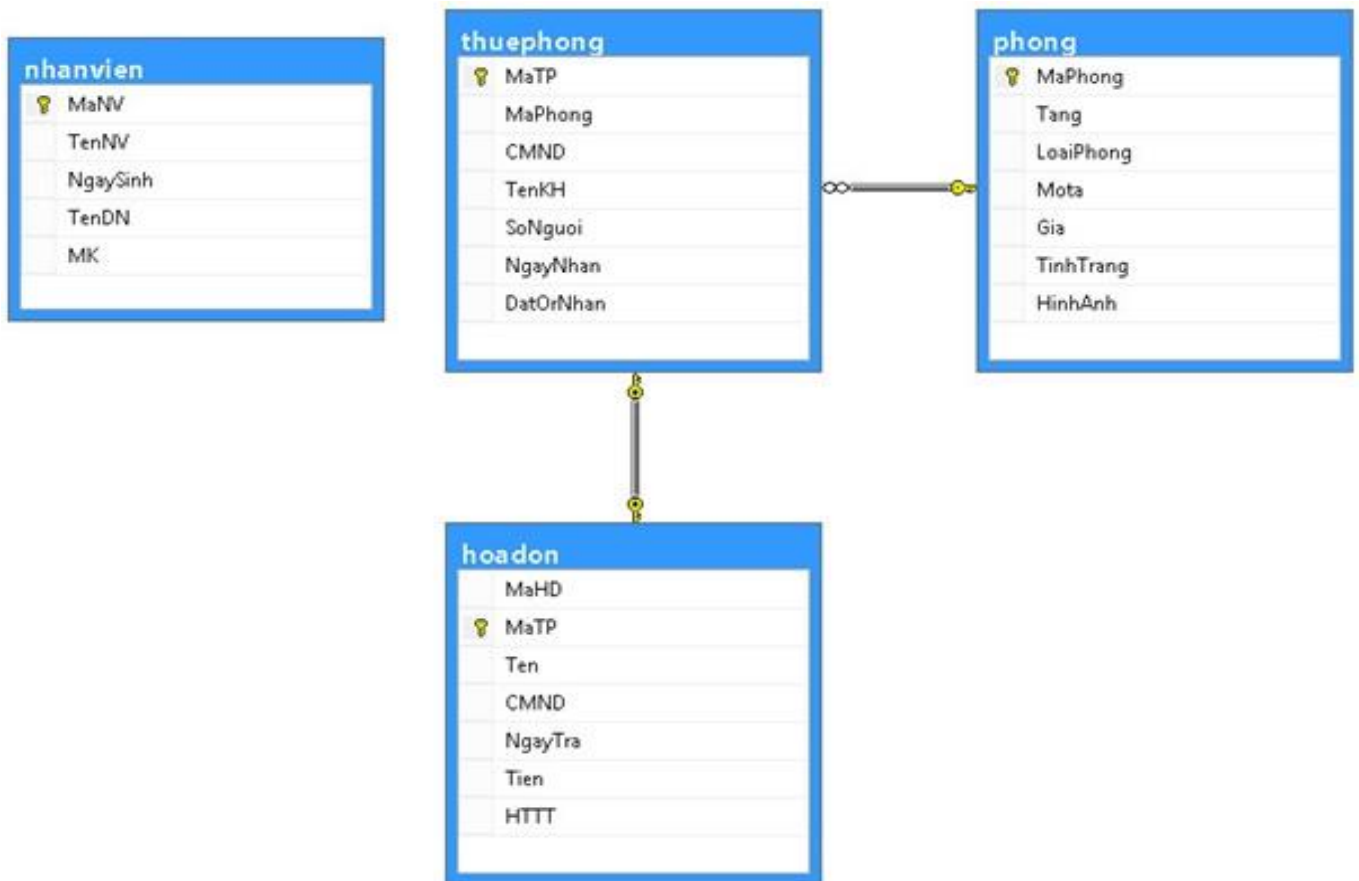 nhanvien
MaNV
TenNV
NgaySinh
TenDN
MK
thuephong
MaTP
MaPhong
CMND
TenKH
SoNguoi
NgayNhan
DatOrNhan
phong
MaPhong
Tang
LoaiPhong
Mota
Gia
TinhTrang
HinhAnh
hoadon
MaHD
MaTP
Ten
CMND
NgayTra
Tien
HTTT